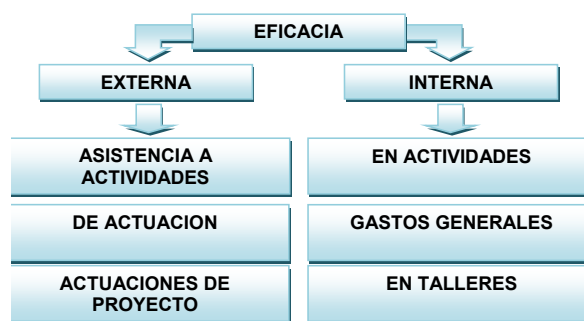 EFICACIA
EXTERNA
INTERNA
ASISTENCIA A
ACTIVIDADES
EN ACTIVIDADES
DE ACTUACION
GASTOS GENERALES
ACTUACIONES DE
PROYECTO
EN TALLERES